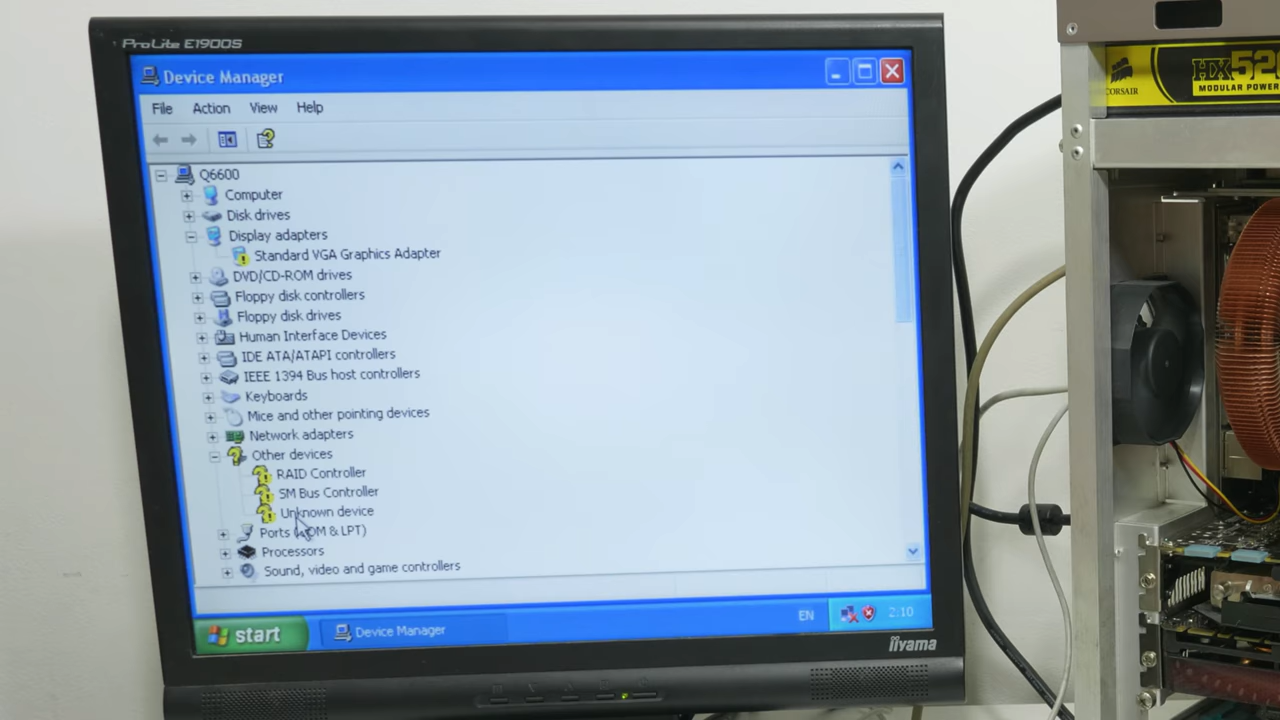 ProLite E1900S
Device Manager
File Action View Help
Q6600
Computer
Disk drives
Display adapters
Standard VGA Graphics Adapter
DVD/CD-ROM drives
Floppy disk controllers
Floppy disk drives
Human Interface Devices
IDE ATA/ATAPI controllers
IEEE 1394 Bus host controllers
Keyboards
Mice and other pointing devices
Network adapters
Other devices
RAID Controller
SM Bus Controller
Unknown device
Ports (COM & LPT)
Processors
Sound, video and game controllers
start Device Manager EN 2:10
iiyama
CORSAIR
HX520
MODULAR POWER